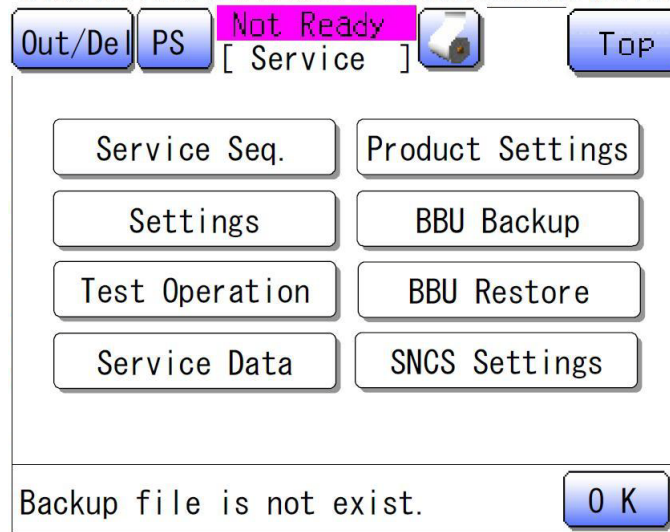 Out/Del PS Not Ready Top
[ Service ]
Service Seq. Product Settings
Settings BBU Backup
Test Operation BBU Restore
Service Data SNCS Settings
Backup file is not exist. O K